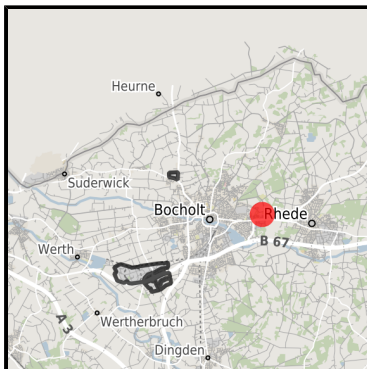 Heurne
Suderwick
Bocholt
Rhede
B 67
Werth
A 3
Wertherbruch
Dingden